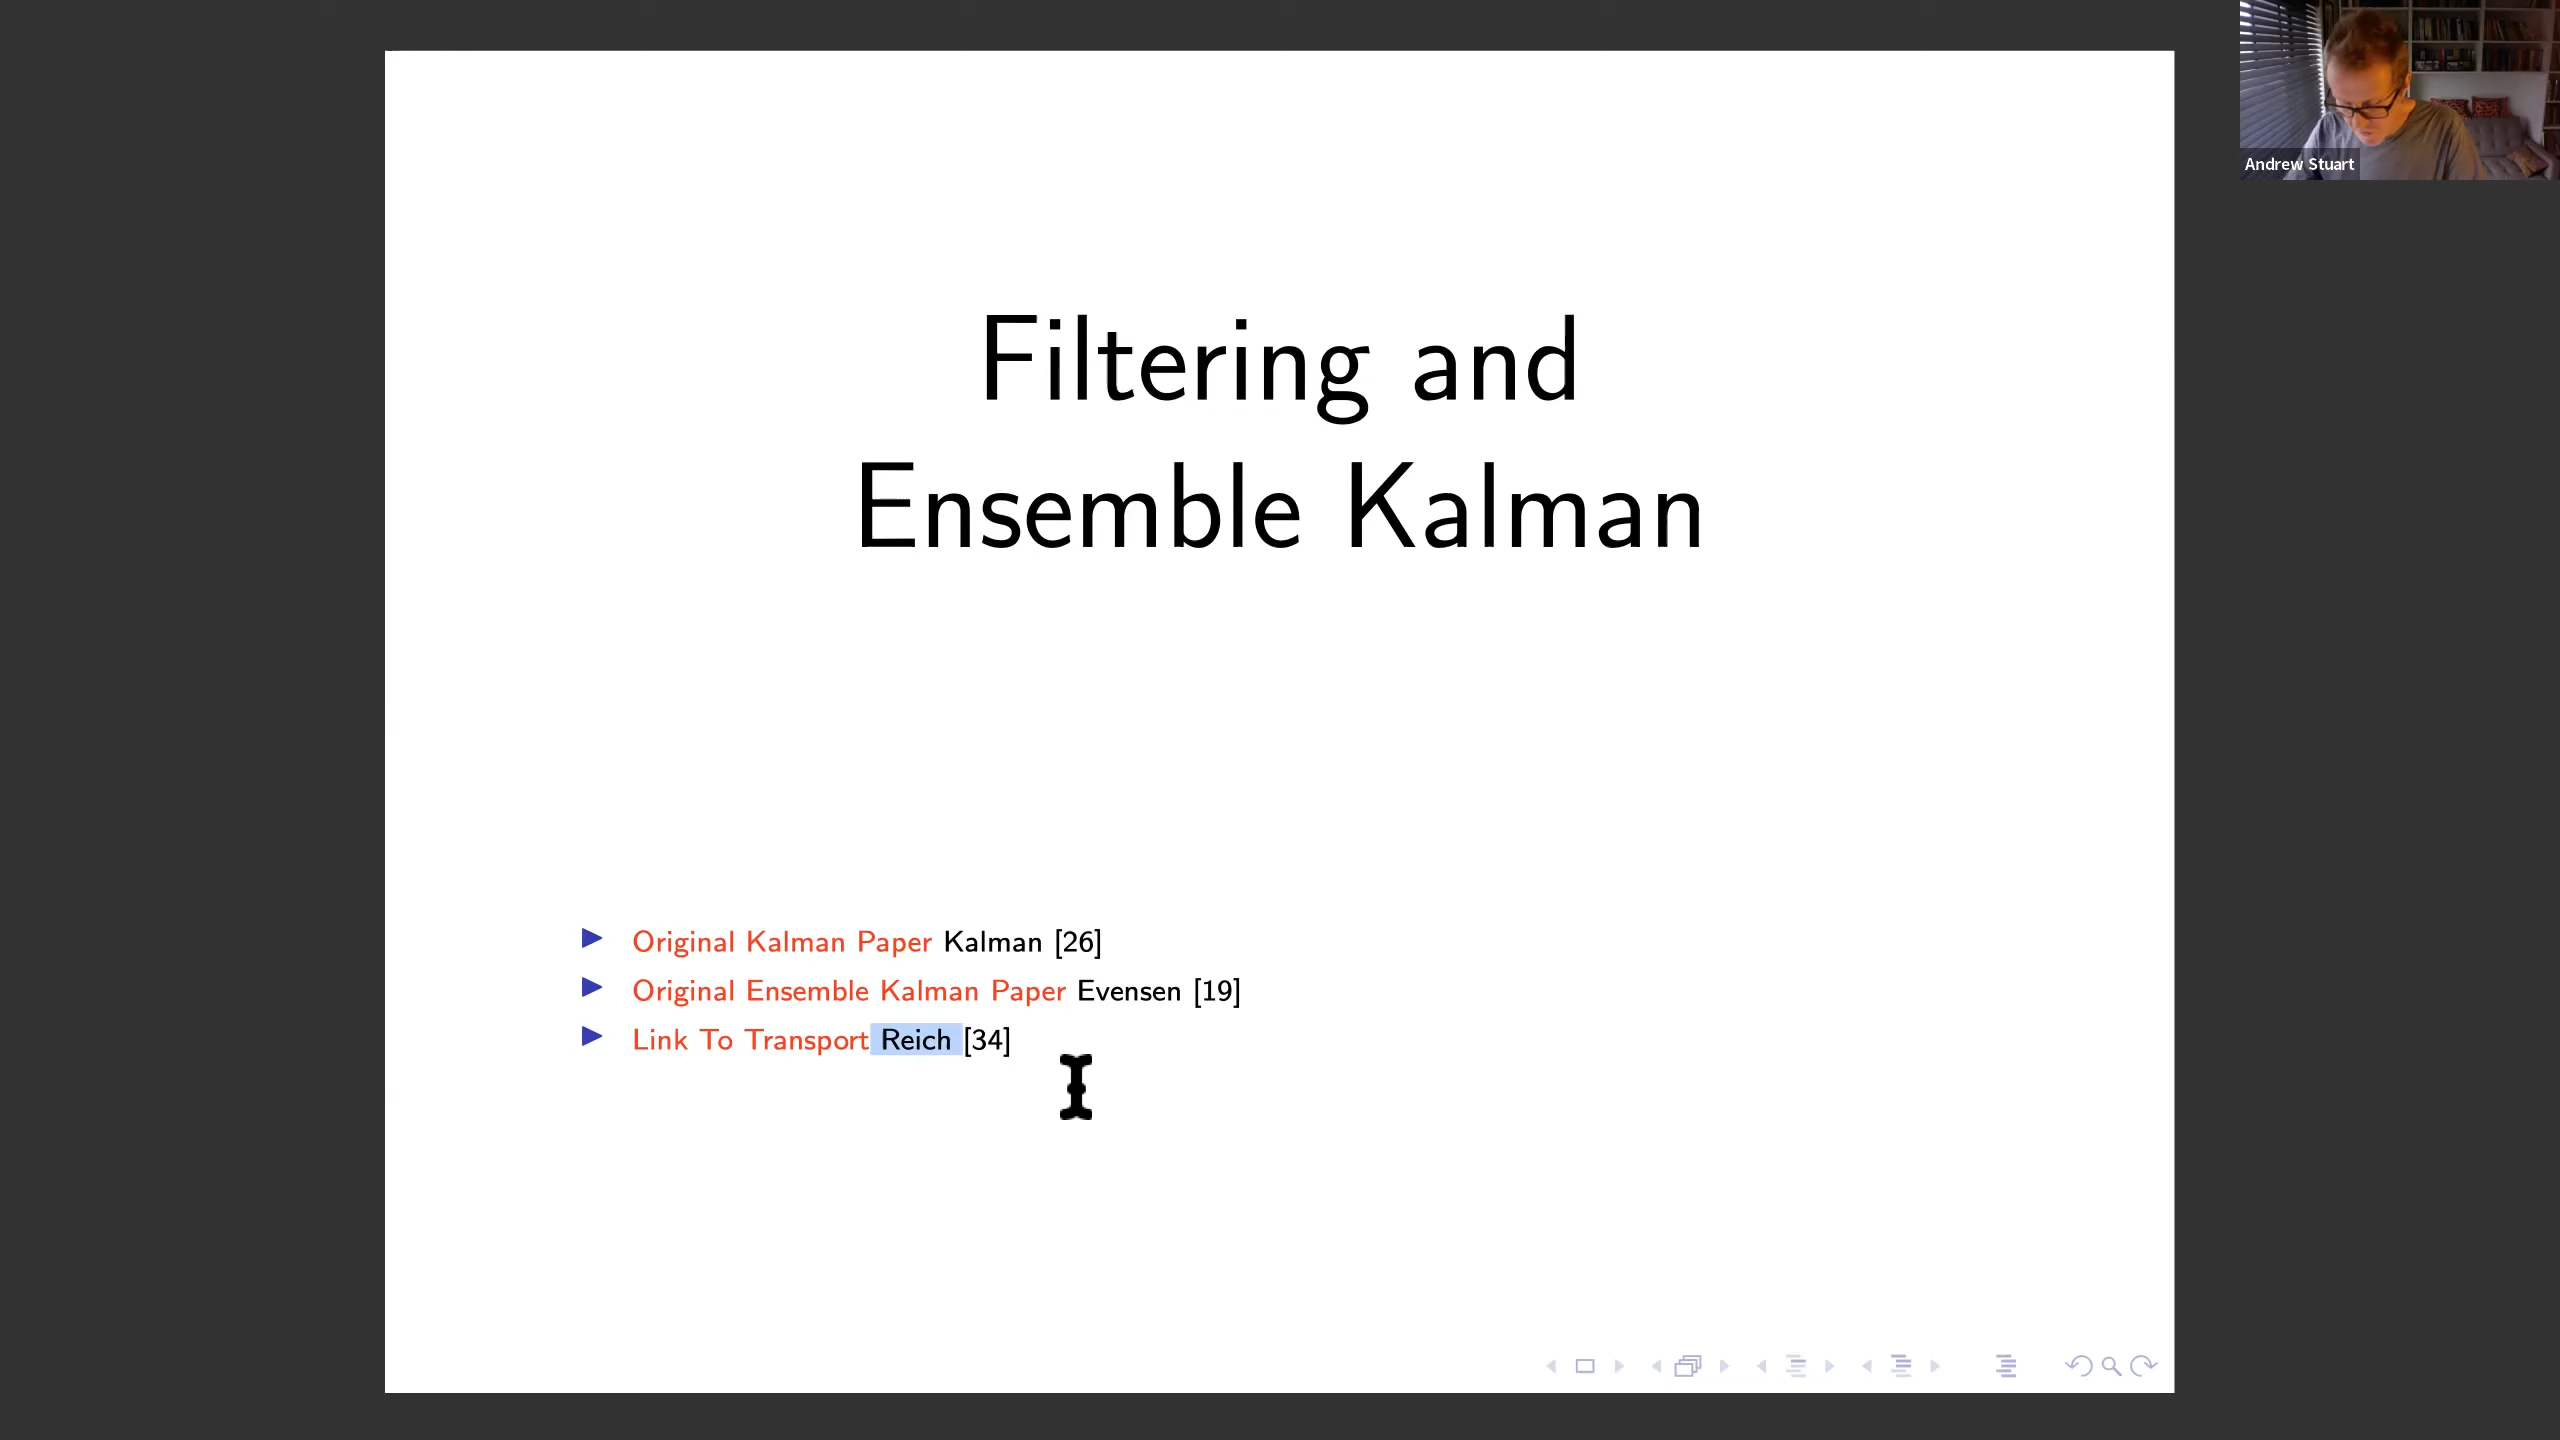 Andrew Stuart
Filtering and
Ensemble Kalman
Original Kalman Paper Kalman [26]
Original Ensemble Kalman Paper Evensen [19]
Link To Transport Reich [34]